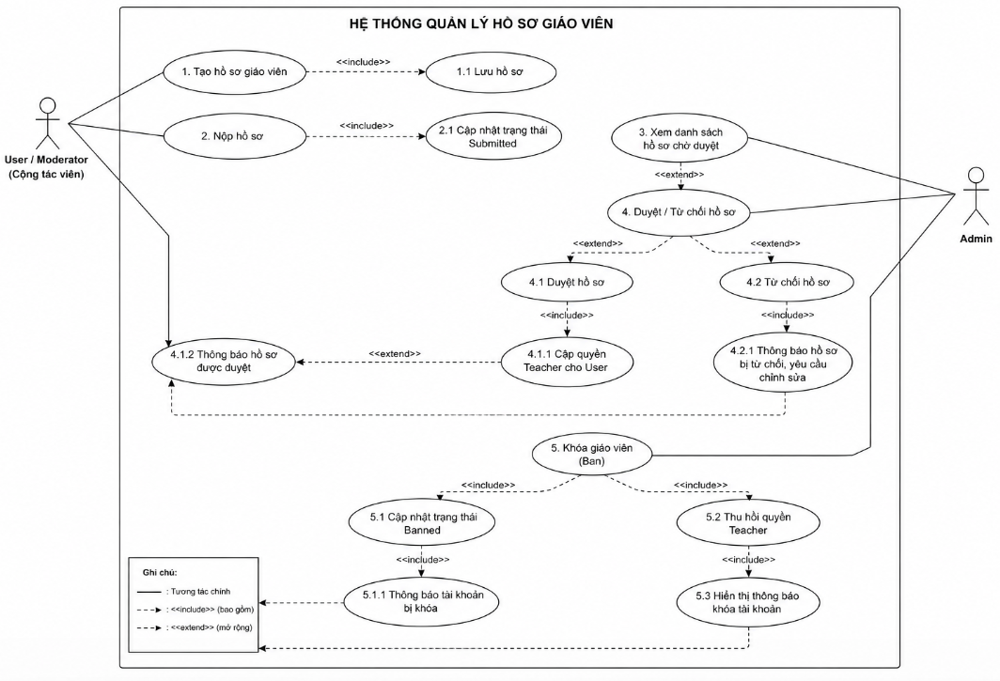 HỆ THỐNG QUẢN LÝ HỒ SƠ GIÁO VIÊN
1. Tạo hồ sơ giáo viên
<<include>>
1.1 Lưu hồ sơ
User / Moderator
(Cộng tác viên)
2. Nộp hồ sơ
<<include>>
2.1 Cập nhật trạng thái
Submitted
3. Xem danh sách
hồ sơ chờ duyệt
<<extend>>
Admin
4. Duyệt / Từ chối hồ sơ
<<extend>>
<<extend>>
4.1 Duyệt hồ sơ
4.2 Từ chối hồ sơ
<<include>>
<<include>>
4.1.2 Thông báo hồ sơ
được duyệt
<<extend>>
4.1.1 Cập quyền
Teacher cho User
4.2.1 Thông báo hồ sơ
bị từ chối, yêu cầu
chỉnh sửa
5. Khóa giáo viên
(Ban)
<<include>>
<<include>>
5.1 Cập nhật trạng thái
Banned
5.2 Thu hồi quyền
Teacher
<<include>>
<<include>>
5.1.1 Thông báo tài khoản
bị khóa
5.3 Hiển thị thông báo
khóa tài khoản
Ghi chú:
: Tương tác chính
: <<include>> (bao gồm)
: <<extend>> (mở rộng)